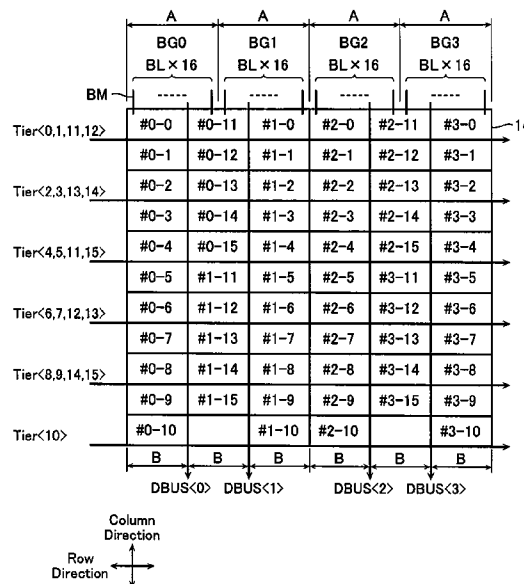 A A A A
BG0 BG1 BG2 BG3
BL×16 BL×16 BL×16 BL×16
BM
Tier<0,1,11,12> #0-0 #0-11 #1-0 #2-0 #2-11 #3-0
#0-1 #0-12 #1-1 #2-1 #2-12 #3-1
Tier<2,3,13,14> #0-2 #0-13 #1-2 #2-2 #2-13 #3-2
#0-3 #0-14 #1-3 #2-3 #2-14 #3-3
Tier<4,5,11,15> #0-4 #0-15 #1-4 #2-4 #2-15 #3-4
#0-5 #1-11 #1-5 #2-5 #3-11 #3-5
Tier<6,7,12,13> #0-6 #1-12 #1-6 #2-6 #3-12 #3-6
#0-7 #1-13 #1-7 #2-7 #3-13 #3-7
Tier<8,9,14,15> #0-8 #1-14 #1-8 #2-8 #3-14 #3-8
#0-9 #1-15 #1-9 #2-9 #3-15 #3-9
Tier<10> #0-10 #1-10 #2-10 #3-10
B B B B B B
DBUS<0> DBUS<1> DBUS<2> DBUS<3>
Column
Direction
Row
Direction